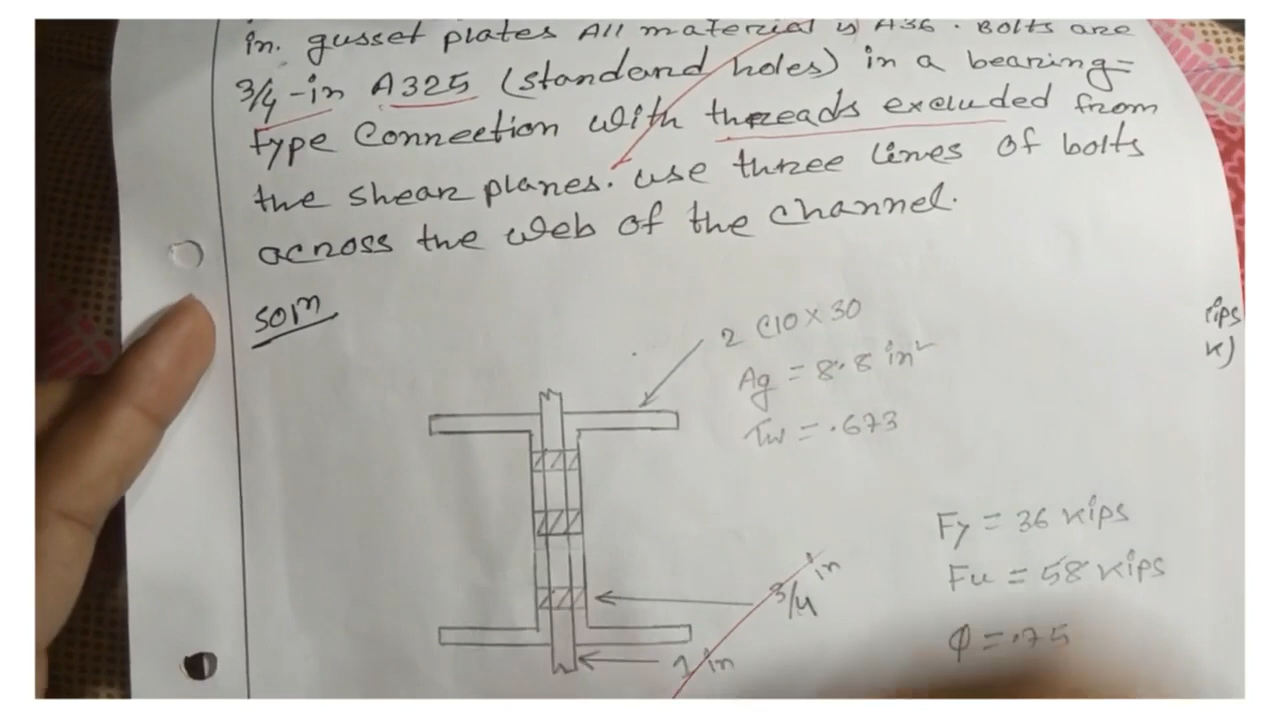 in. gusset plates All material is A36. Bolts are
3/4-in A325 (standard holes) in a bearing-
type connection with threads excluded from
the shear planes. use three lines of bolts
across the web of the channel.
soln
2 C10 × 30
Ag = 8.8 in²
Tw = .673
kips
k)
Fy = 36 kips
Fu = 58 kips
φ = .75
3/4 in
1 in